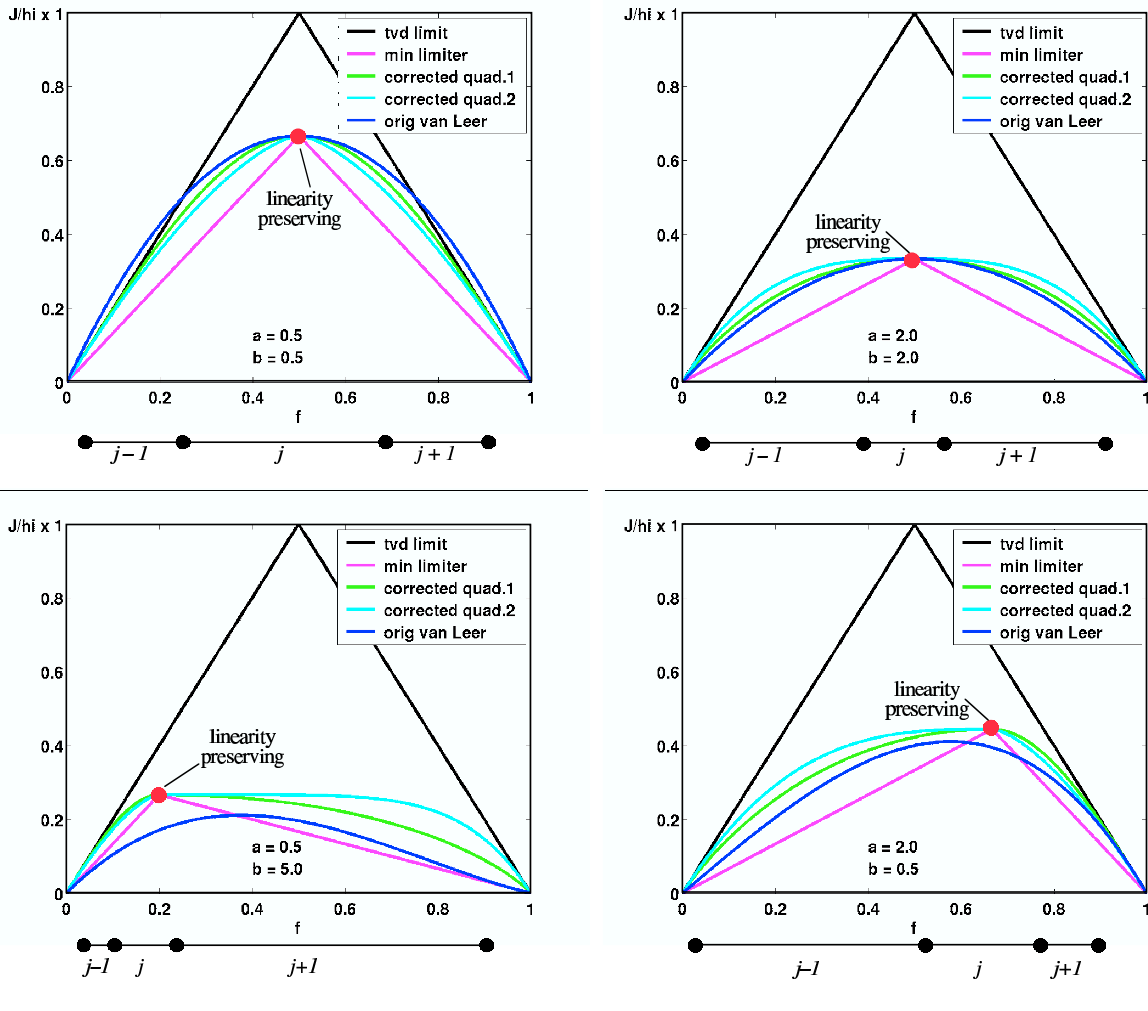 J/hi x 1
tvd limit
min limiter
corrected quad.1
corrected quad.2
orig van Leer
0.8
0.6
0.4
0.2
0
linearity
preserving
a = 0.5
b = 0.5
0 0.2 0.4 0.6 0.8 1
f
j-1 j j+1
J/hi x 1
tvd limit
min limiter
corrected quad.1
corrected quad.2
orig van Leer
0.8
0.6
0.4
0.2
0
linearity
preserving
a = 2.0
b = 2.0
0 0.2 0.4 0.6 0.8 1
f
j-1 j j+1
J/hi x 1
tvd limit
min limiter
corrected quad.1
corrected quad.2
orig van Leer
0.8
0.6
0.4
0.2
0
linearity
preserving
a = 0.5
b = 5.0
0 0.2 0.4 0.6 0.8 1
f
j-1 j j+1
J/hi x 1
tvd limit
min limiter
corrected quad.1
corrected quad.2
orig van Leer
0.8
0.6
0.4
0.2
0
linearity
preserving
a = 2.0
b = 0.5
0 0.2 0.4 0.6 0.8 1
f
j-1 j j+1